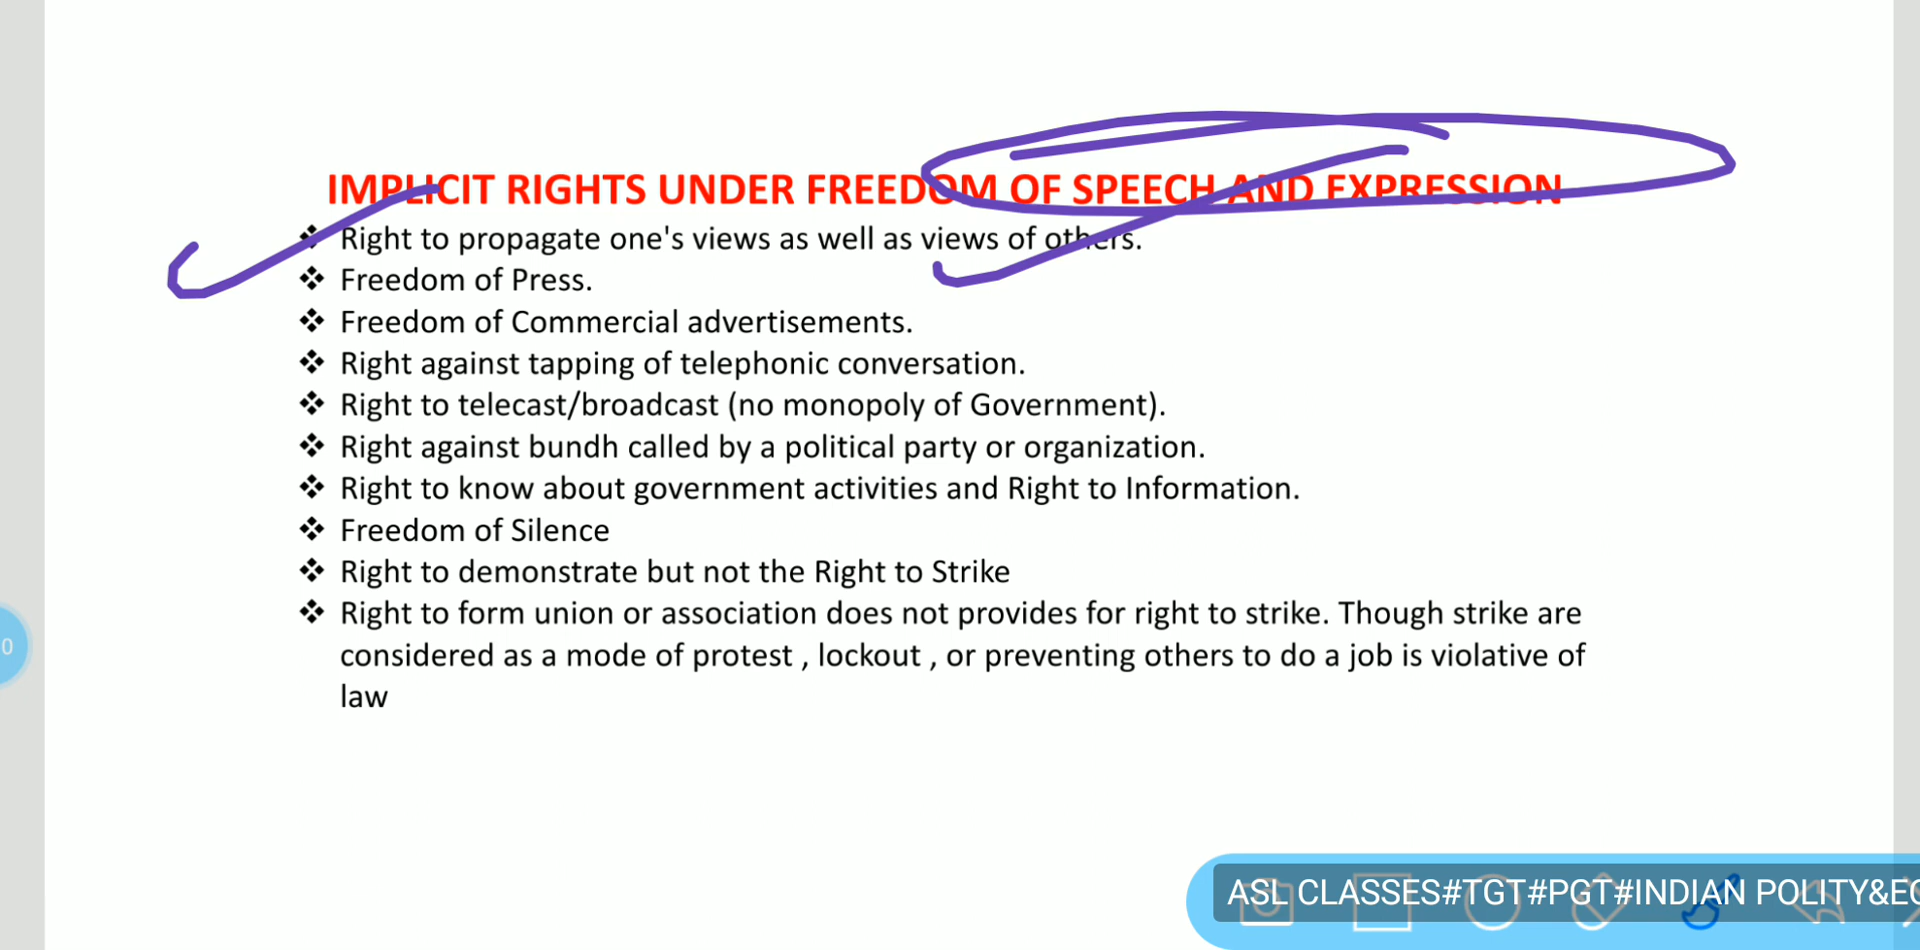 IMPLICIT RIGHTS UNDER FREEDOM OF SPEECH AND EXPRESSION
❖ Right to propagate one's views as well as views of others.
❖ Freedom of Press.
❖ Freedom of Commercial advertisements.
❖ Right against tapping of telephonic conversation.
❖ Right to telecast/broadcast (no monopoly of Government).
❖ Right against bundh called by a political party or organization.
❖ Right to know about government activities and Right to Information.
❖ Freedom of Silence
❖ Right to demonstrate but not the Right to Strike
❖ Right to form union or association does not provides for right to strike. Though strike are
considered as a mode of protest , lockout , or preventing others to do a job is violative of
law
0
ASL CLASSES#TGT#PGT#INDIAN POLITY&EC